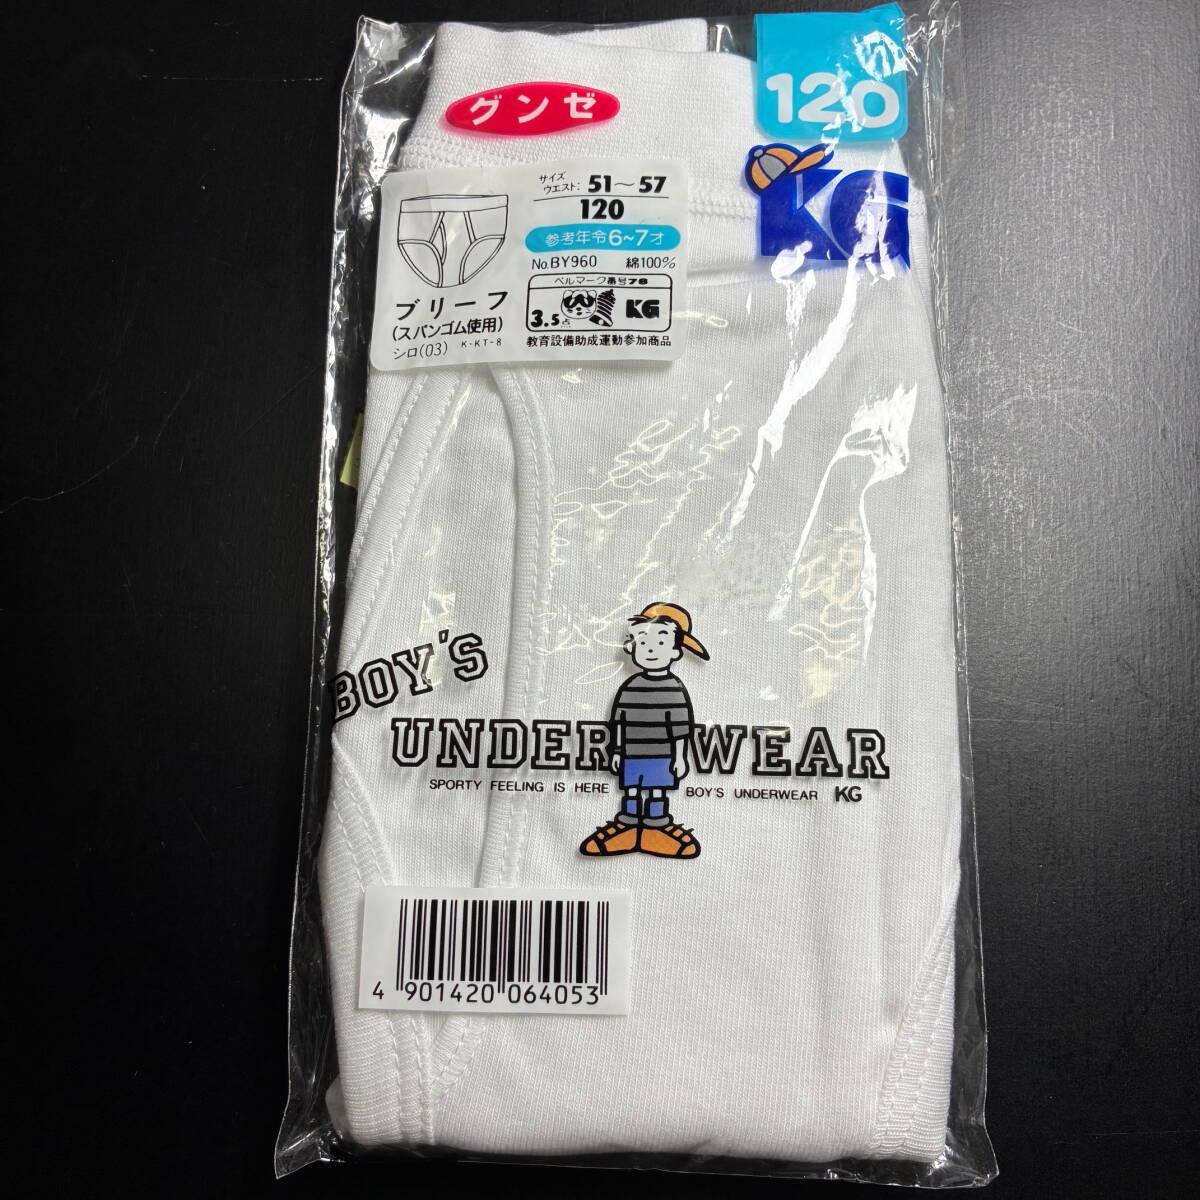 グンゼ
120
KG
サイズ
ウエスト: 51～57
120
参考年令6~7才
No.BY960 綿100%
ブリーフ
(スパンゴム使用)
シロ(03) K-KT-8
ベルマーク番号78
3.5点 KG
教育設備助成運動参加商品
BOY'S
UNDERWEAR
SPORTY FEELING IS HERE BOY'S UNDERWEAR KG
4 901420 064053